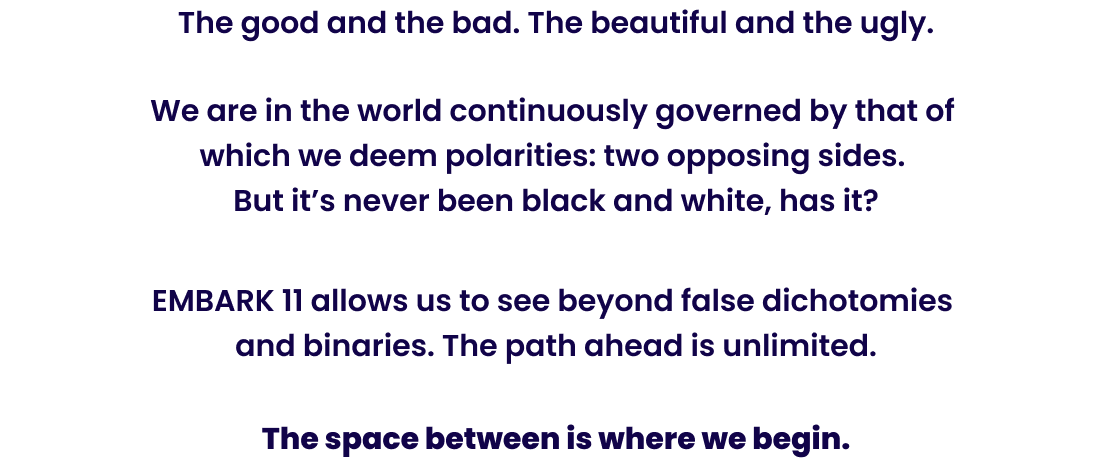 The good and the bad. The beautiful and the ugly.
We are in the world continuously governed by that of
which we deem polarities: two opposing sides.
But it’s never been black and white, has it?
EMBARK 11 allows us to see beyond false dichotomies
and binaries. The path ahead is unlimited.
The space between is where we begin.